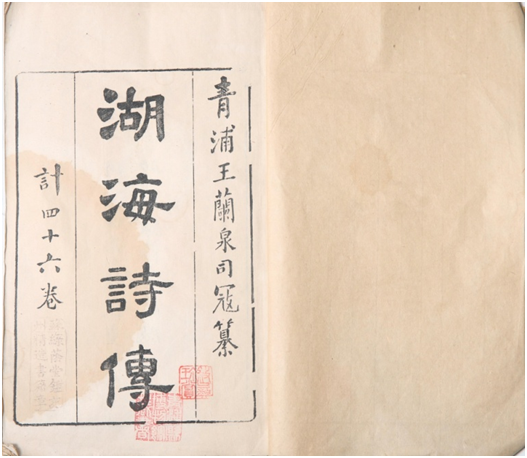 青浦王蘭泉司寇纂
湖海詩傳
計四十六卷